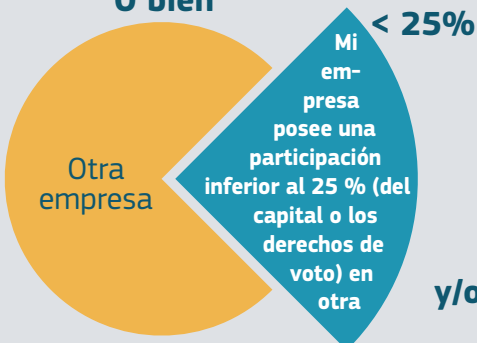 O bien
< 25%
Mi
em-
presa
posee una
participación
inferior al 25 % (del
capital o los
derechos de
voto) en
otra
Otra
empresa
y/o